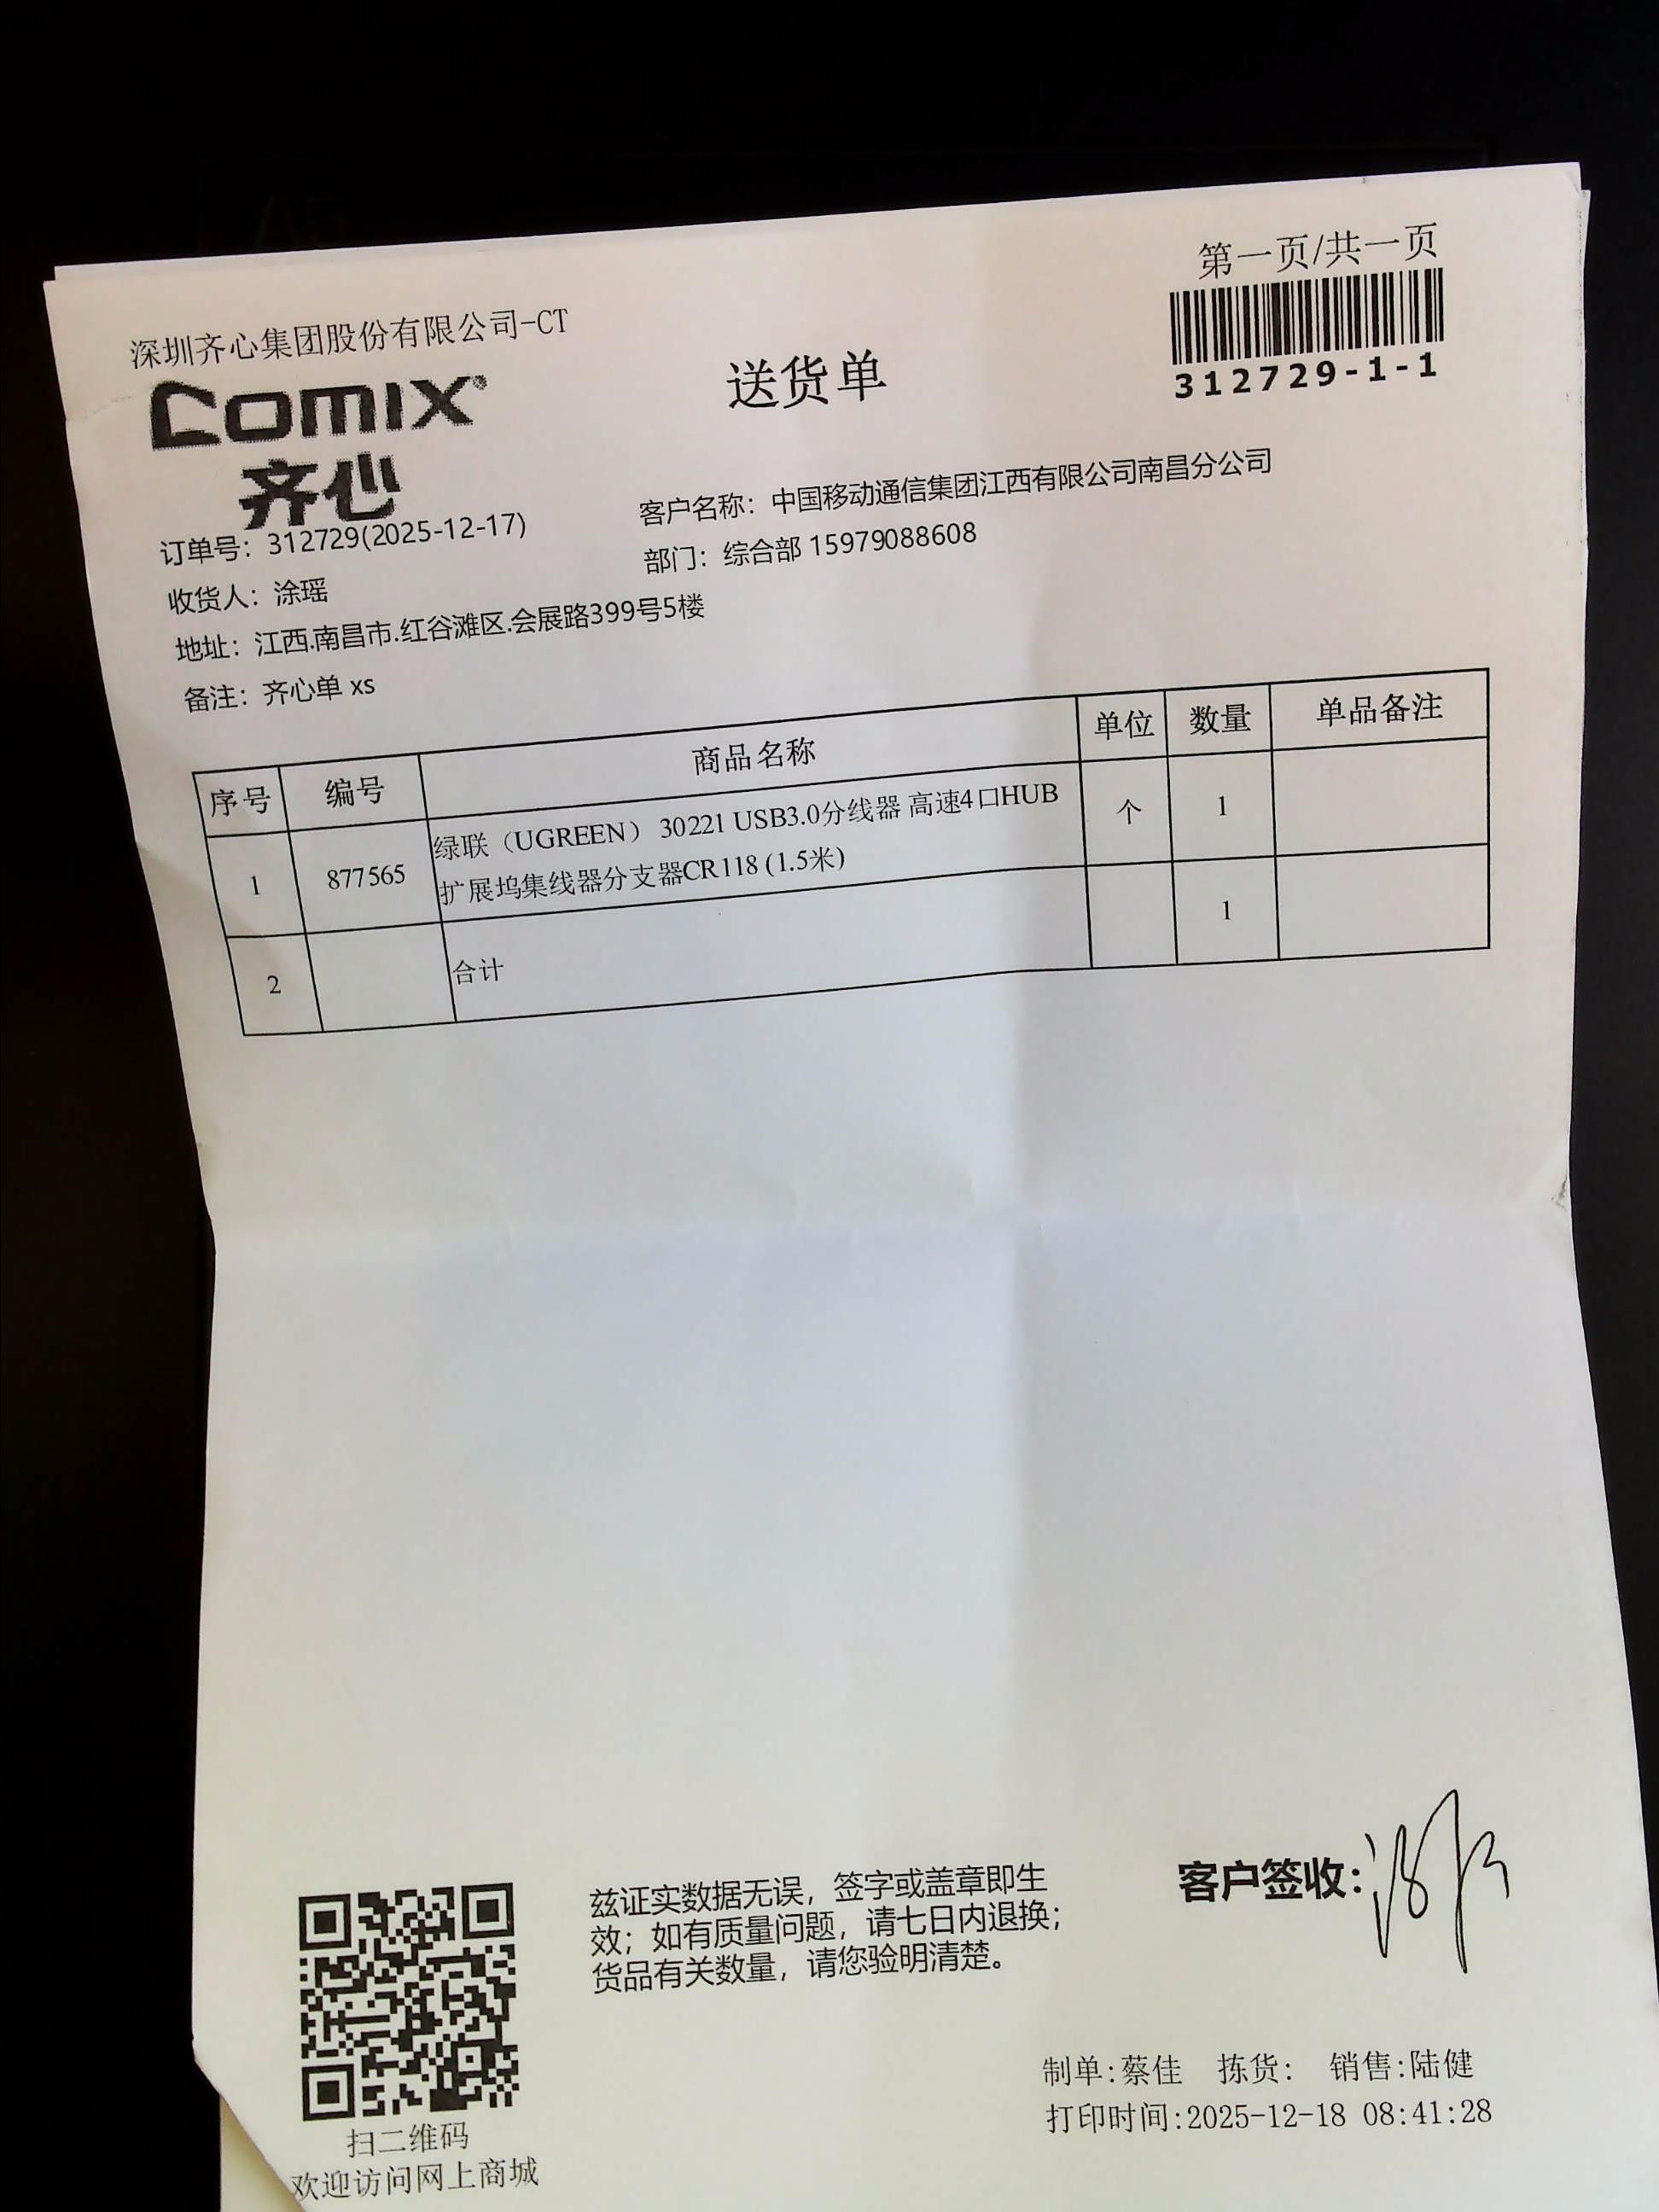 第一页/共一页
312729-1-1
深圳齐心集团股份有限公司-CT
comix
齐心
送货单
订单号：312729(2025-12-17)
客户名称：中国移动通信集团江西有限公司南昌分公司
收货人：涂瑶
部门：综合部 15979088608
地址：江西.南昌市.红谷滩区.会展路399号5楼
备注：齐心单 xs
序号 编号 商品名称 单位 数量 单品备注
1 877565 绿联（UGREEN） 30221 USB3.0分线器 高速4口HUB 个 1
扩展坞集线器分支器CR118 (1.5米)
2 合计 1
兹证实数据无误，签字或盖章即生
效；如有质量问题，请七日内退换；
货品有关数量，请您验明清楚。
客户签收：
制单:蔡佳 拣货: 销售:陆健
打印时间:2025-12-18 08:41:28
扫二维码
欢迎访问网上商城